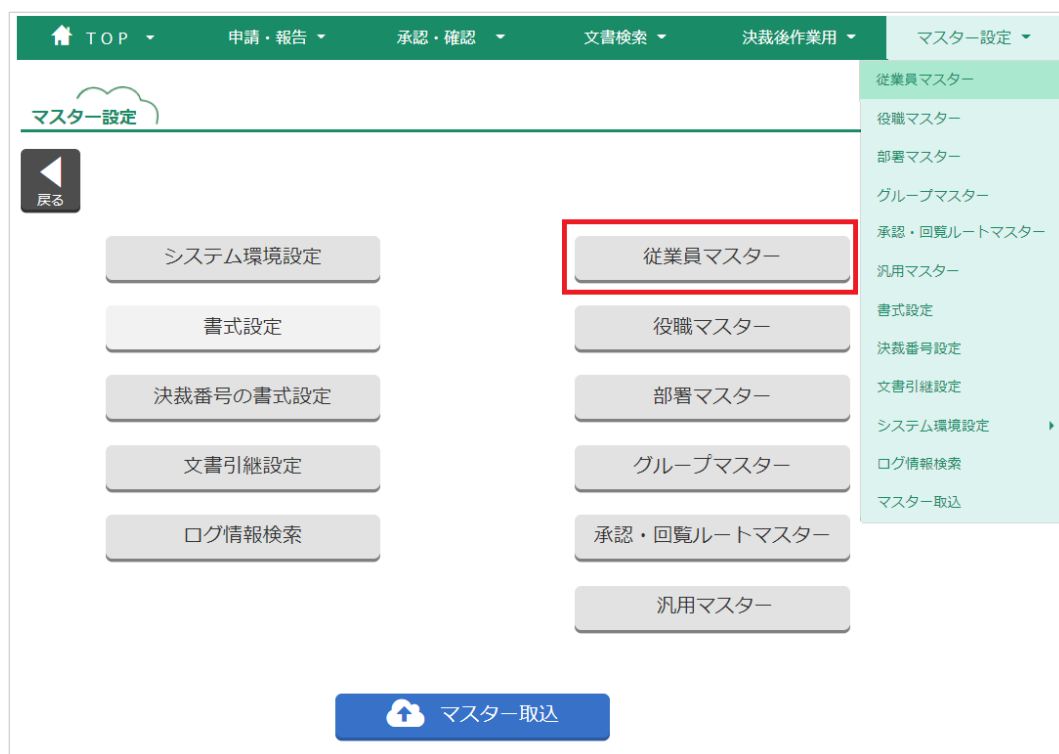 TOP 申請・報告 承認・確認 文書検索 決裁後作業用 マスター設定
マスター設定
戻る
システム環境設定
書式設定
決裁番号の書式設定
文書引継設定
ログ情報検索
従業員マスター
役職マスター
部署マスター
グループマスター
承認・回覧ルートマスター
汎用マスター
マスター取込
従業員マスター
役職マスター
部署マスター
グループマスター
承認・回覧ルートマスター
汎用マスター
書式設定
決裁番号設定
文書引継設定
システム環境設定
ログ情報検索
マスター取込